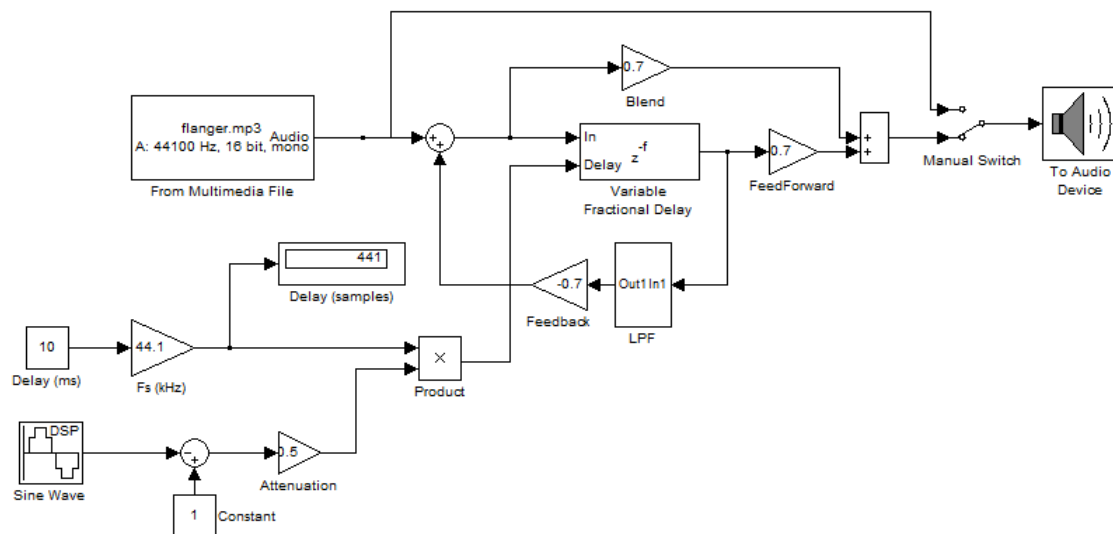 0.7
Blend
flanger.mp3
Audio
A: 44100 Hz, 16 bit, mono
From Multimedia File
+
+
In
Delay
z-f
Variable
Fractional Delay
0.7
FeedForward
+
+
Manual Switch
To Audio
Device
441
Delay (samples)
-0.7
Feedback
Out1In1
LPF
10
Delay (ms)
44.1
Fs (kHz)
×
Product
DSP
Sine Wave
-
+
0.5
Attenuation
1
Constant